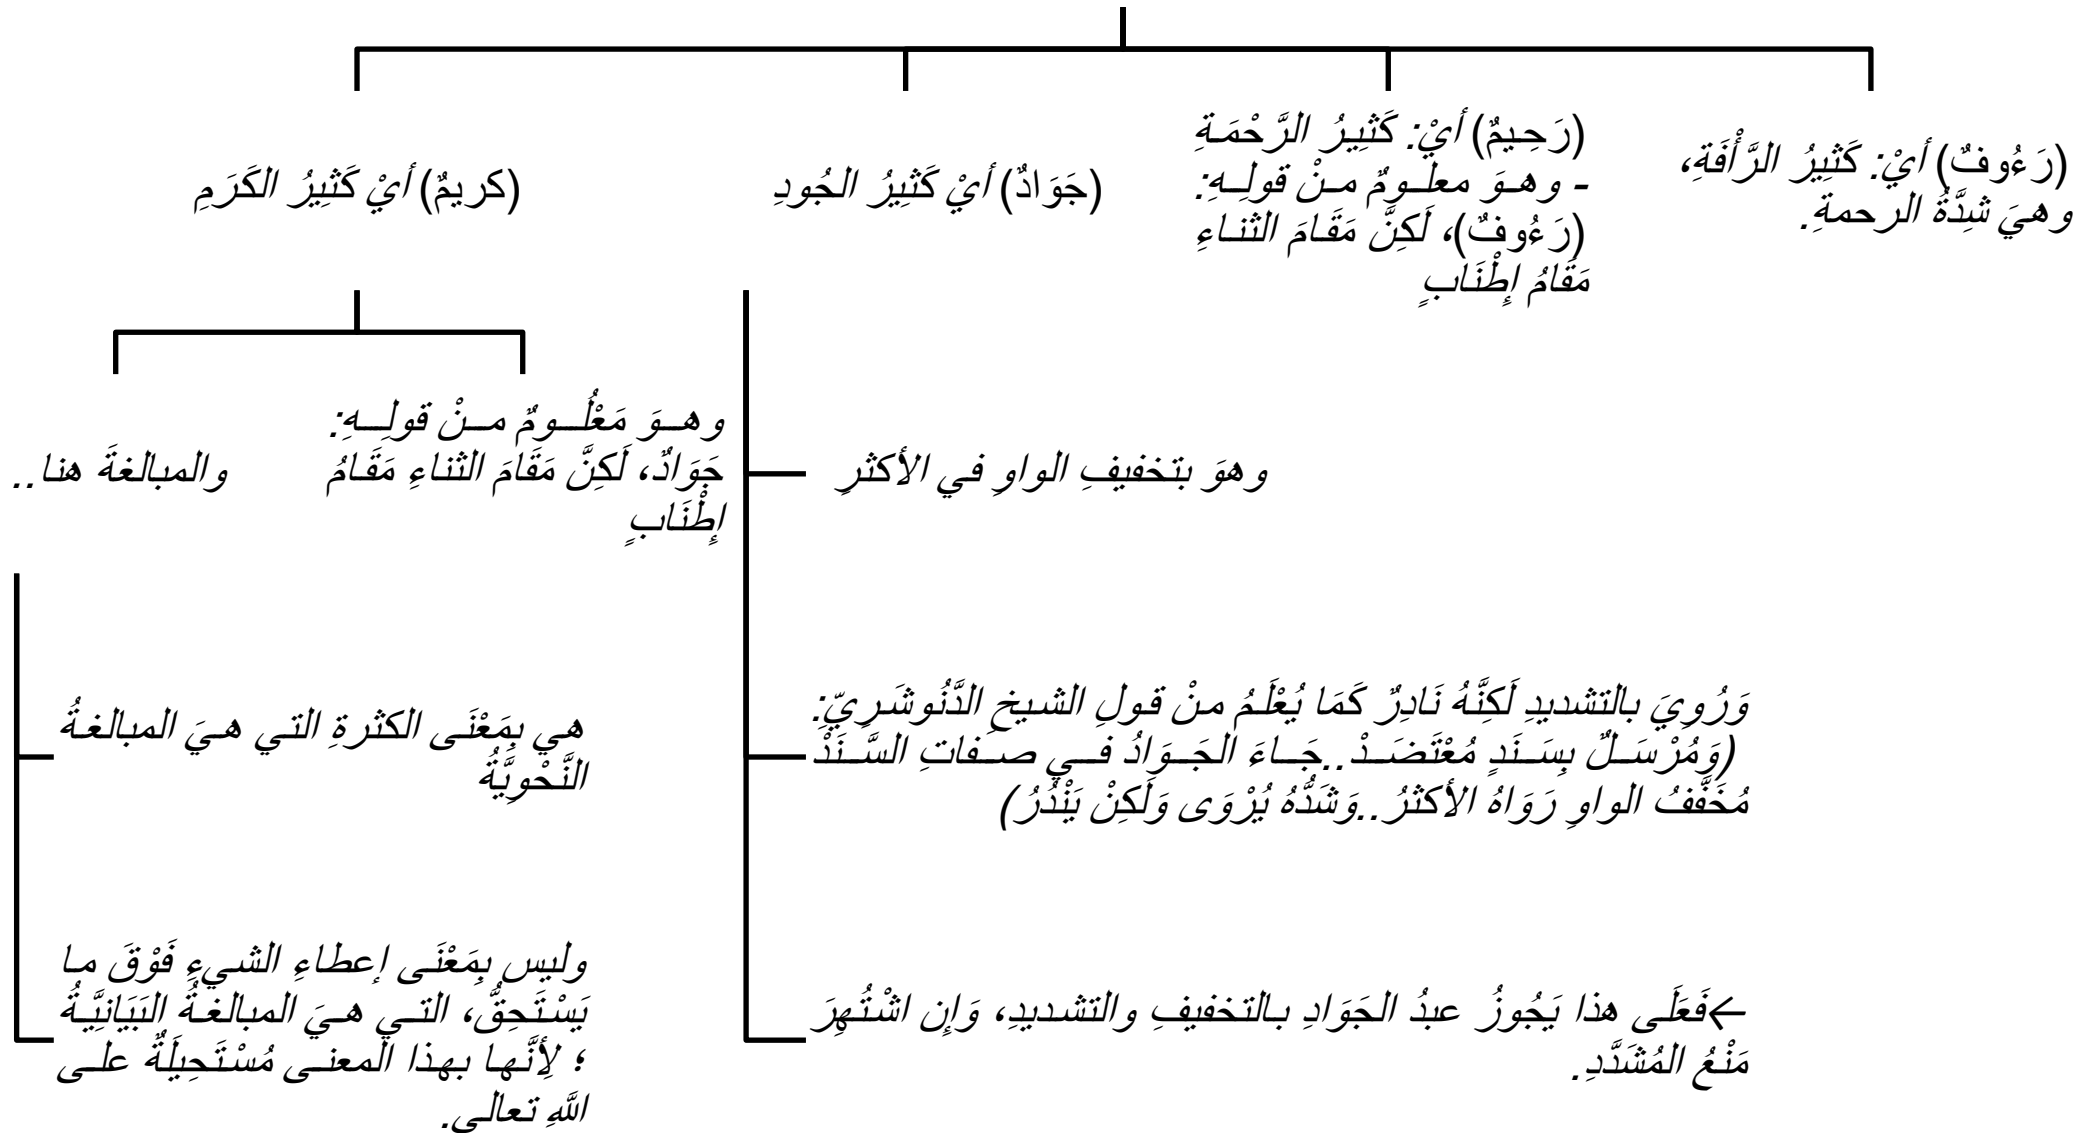 (رَءُوفٌ) أيْ: كَثِيرُ الرَّأْفَةِ،
وهيَ شِدَّةُ الرحمةِ.
(رَحِيمٌ) أيْ: كَثِيرُ الرَّحْمَةِ
- وهوَ معلومٌ منْ قولِهِ:
(رَءُوفٌ)، لَكِنَّ مَقَامَ الثناءِ
مَقَامُ إِطْنَابٍ
(جَوَادٌ) أيْ كَثِيرُ الجُودِ
(كريمٌ) أيْ كَثِيرُ الكَرَمِ
وهوَ بتخفيفِ الواوِ في الأكثرِ
وَرُوِيَ بالتشديدِ لَكِنَّهُ نَادِرٌ كَمَا يُعْلَمُ منْ قولِ الشيخِ الدَّنُوشَرِيّ:
(وَمُرْسَلٌ بِسَنَدٍ مُعْتَضَدْ..جَاءَ الجَوَادُ في صفاتِ السَّنَدْ
مُخَفَّفُ الواوِ رَوَاهُ الأكثرُ..وَشَدُّهُ يُرْوَى وَلَكِنْ يَنْدُرُ)
←فَعَلَى هذا يَجُوزُ عبدُ الجَوَادِ بالتخفيفِ والتشديدِ، وَإِن اشْتُهِرَ
مَنْعُ المُشَدَّدِ.
وهوَ مَعْلُومٌ منْ قولِهِ:
جَوَادٌ، لَكِنَّ مَقَامَ الثناءِ مَقَامُ
إِطْنَابٍ
والمبالغةَ هنا..
هي بِمَعْنَى الكثرةِ التي هيَ المبالغةُ
النَّحْوِيَّةُ
وليس بِمَعْنَى إعطاءِ الشيءِ فَوْقَ ما
يَسْتَحِقُّ، التي هيَ المبالغةُ البَيَانِيَّةُ
؛ لِأَنَّها بهذا المعنى مُسْتَحِيلَةٌ على
اللَّهِ تعالى.